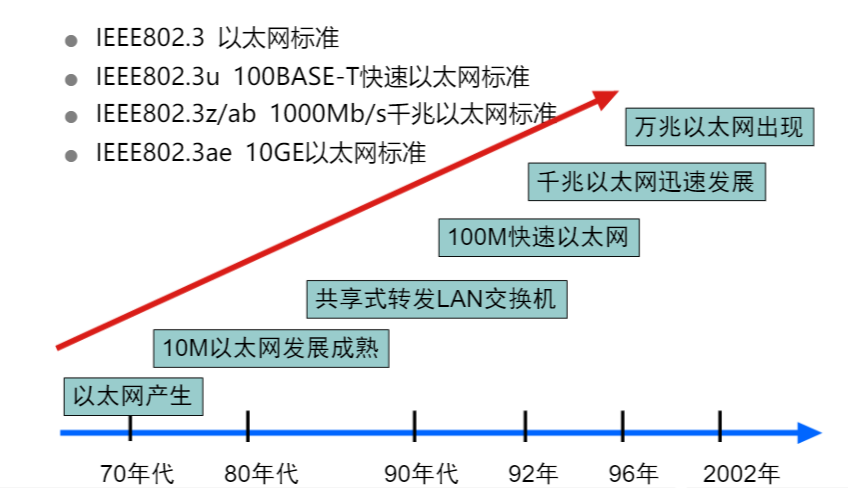 IEEE802.3 以太网标准
IEEE802.3u 100BASE-T快速以太网标准
IEEE802.3z/ab 1000Mb/s千兆以太网标准
IEEE802.3ae 10GE以太网标准
万兆以太网出现
千兆以太网迅速发展
100M快速以太网
共享式转发LAN交换机
10M以太网发展成熟
以太网产生
70年代 80年代 90年代 92年 96年 2002年